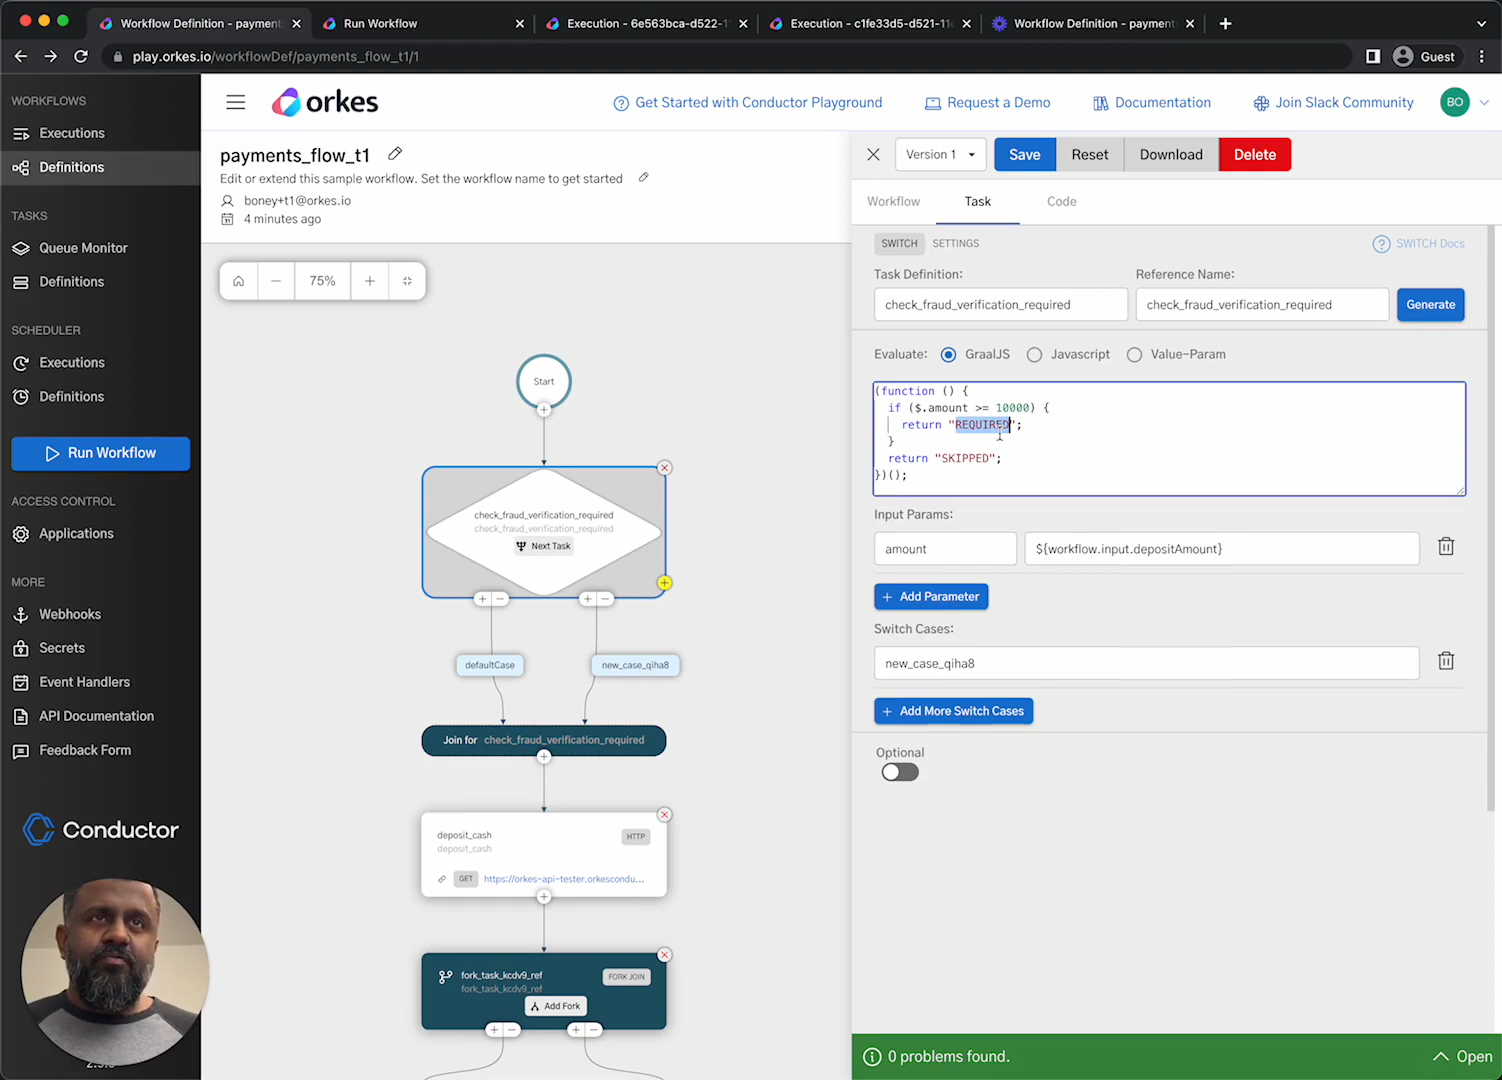 Workflow Definition - payments
Run Workflow
Execution - 6e563bca-d522-1
Execution - c1fe33d5-d521-11e
Workflow Definition - payment
play.orkes.io/workflowDef/payments_flow_t1/1
Guest
WORKFLOWS
Executions
Definitions
TASKS
Queue Monitor
Definitions
SCHEDULER
Executions
Definitions
Run Workflow
ACCESS CONTROL
Applications
MORE
Webhooks
Secrets
Event Handlers
API Documentation
Feedback Form
Conductor
orkes
Get Started with Conductor Playground
Request a Demo
Documentation
Join Slack Community
BO
payments_flow_t1
Edit or extend this sample workflow. Set the workflow name to get started
boney+t1@orkes.io
4 minutes ago
75%
Start
check_fraud_verification_required
check_fraud_verification_required
Next Task
defaultCase
new_case_qiha8
Join for check_fraud_verification_required
deposit_cash
deposit_cash
HTTP
GET
https://orkes-api-tester.orkescondu...
fork_task_kcdv9_ref
fork_task_kcdv9_ref
FORK JOIN
Add Fork
Version 1
Save
Reset
Download
Delete
Workflow
Task
Code
SWITCH
SETTINGS
SWITCH Docs
Task Definition:
Reference Name:
check_fraud_verification_required
check_fraud_verification_required
Generate
Evaluate:
GraalJS
Javascript
Value-Param
(function () {
if ($.amount >= 10000) {
return "REQUIRED";
}
return "SKIPPED";
})();
Input Params:
amount
${workflow.input.depositAmount}
+ Add Parameter
Switch Cases:
new_case_qiha8
+ Add More Switch Cases
Optional
0 problems found.
Open